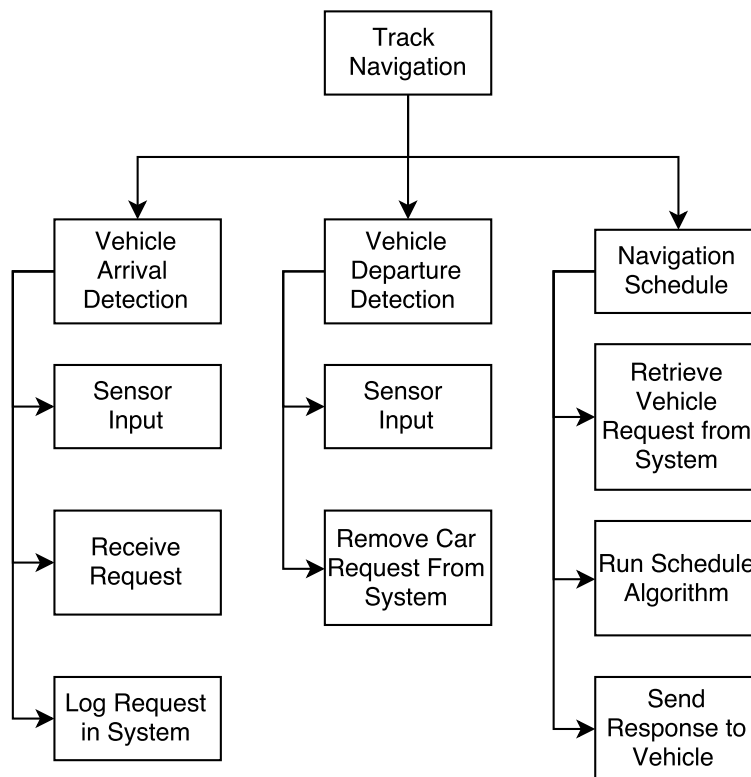 Track
Navigation
Vehicle
Arrival
Detection
Vehicle
Departure
Detection
Navigation
Schedule
Sensor
Input
Sensor
Input
Retrieve
Vehicle
Request from
System
Receive
Request
Remove Car
Request From
System
Run Schedule
Algorithm
Log Request
in System
Send
Response to
Vehicle